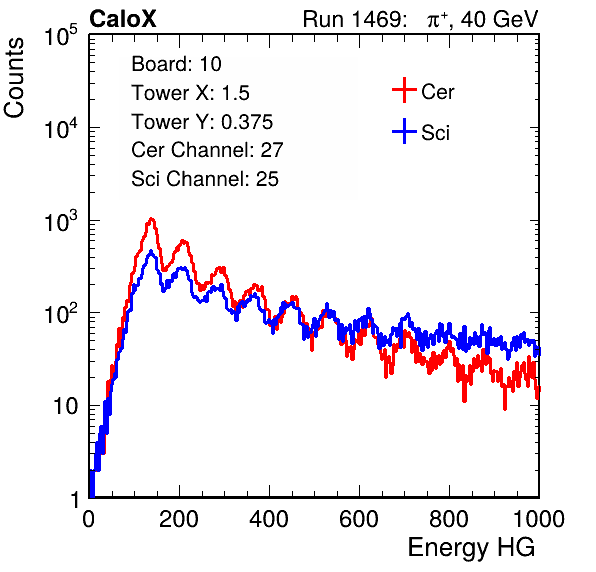 CaloX Run 1469: π⁺, 40 GeV
Counts
Board: 10
Tower X: 1.5
Tower Y: 0.375
Cer Channel: 27
Sci Channel: 25
Cer
Sci
10⁵
10⁴
10³
10²
10
1
0 200 400 600 800 1000
Energy HG